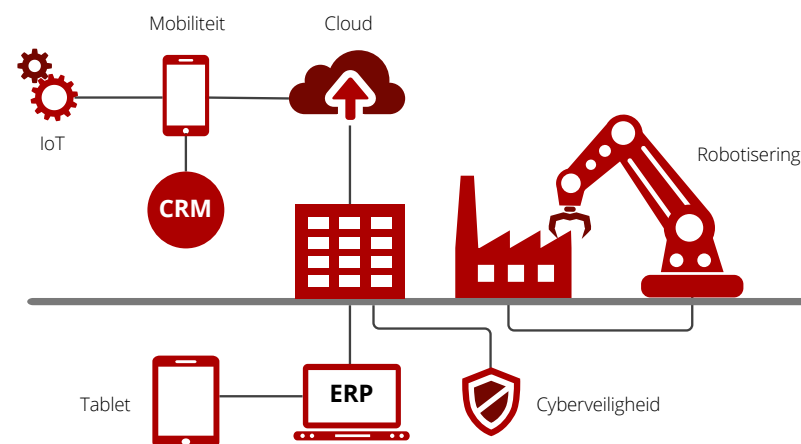 Mobiliteit
Cloud
IoT
Robotisering
CRM
Tablet
ERP
Cyberveiligheid